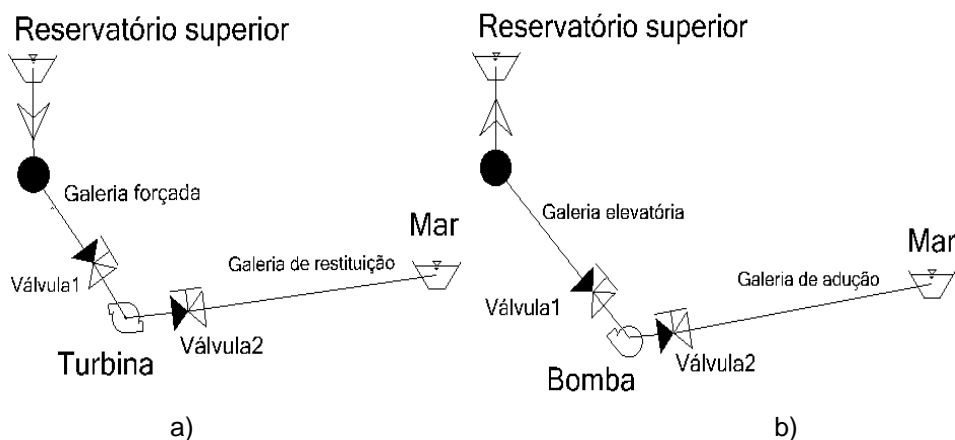 Reservatório superior
Galeria forçada
Válvula1
Turbina
Válvula2
Galeria de restituição
Mar
a)
Reservatório superior
Galeria elevatória
Válvula1
Bomba
Válvula2
Galeria de adução
Mar
b)